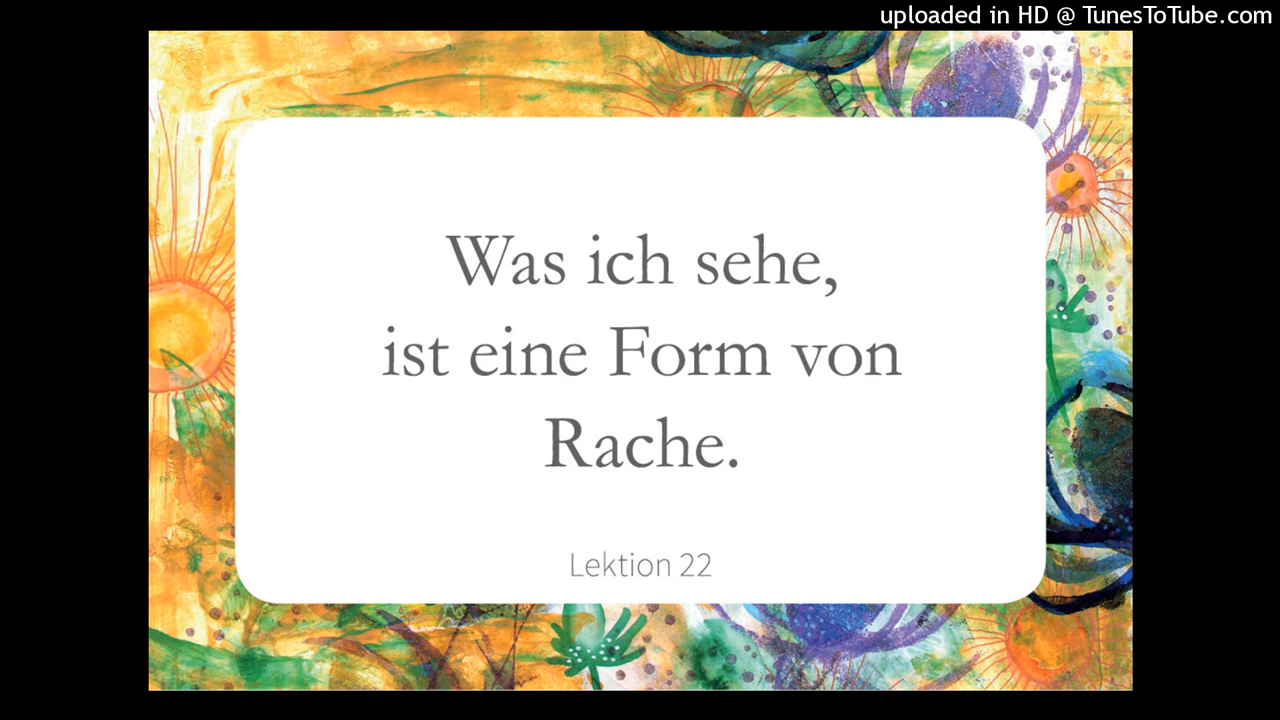 uploaded in HD @ TunesToTube.com
Was ich sehe,
ist eine Form von
Rache.
Lektion 22